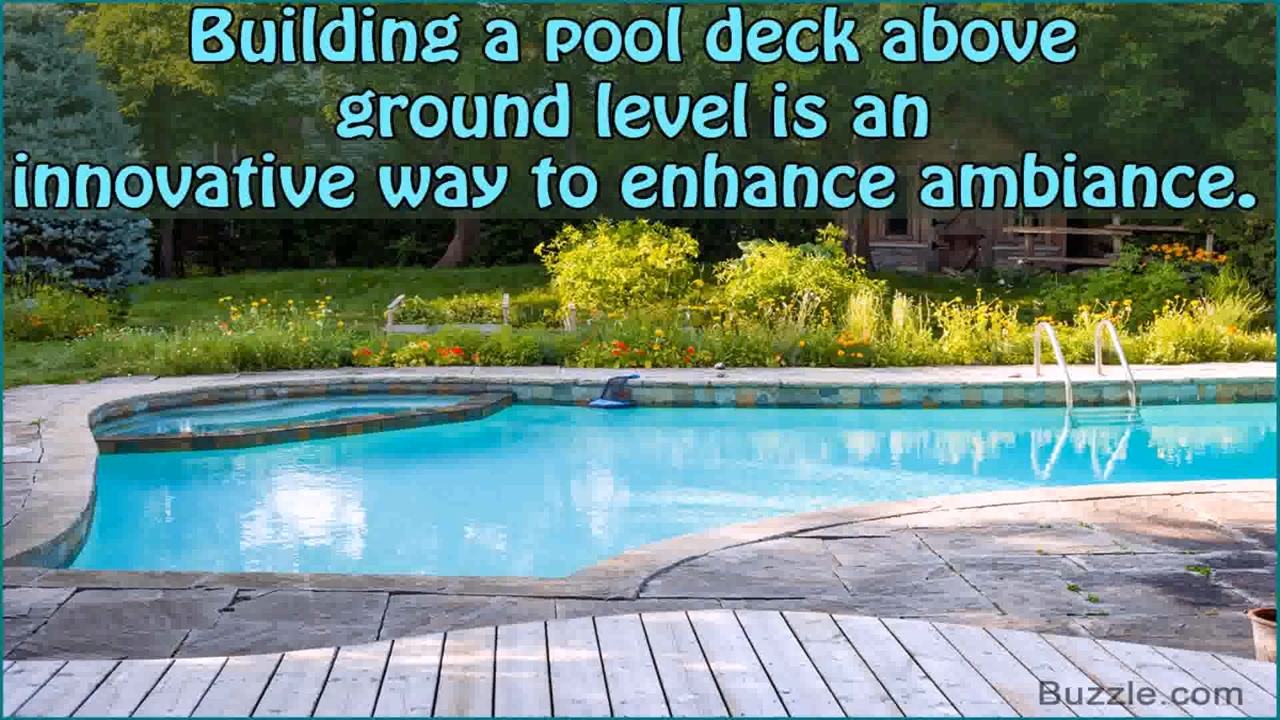 Building a pool deck above
ground level is an
innovative way to enhance ambiance.
Buzzle.com